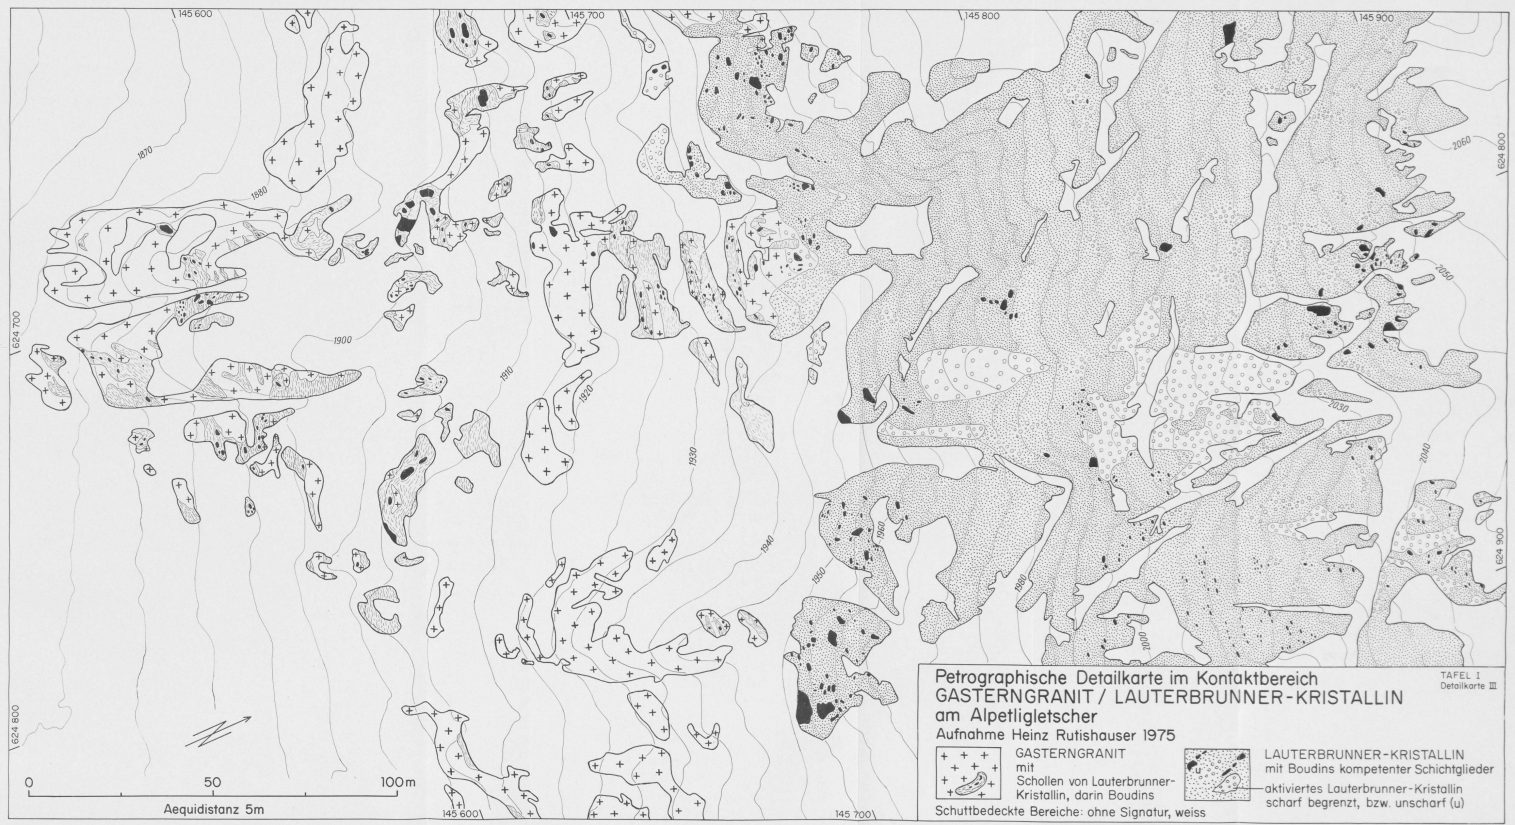 145 600
145 700
145 800
145 900
1870
1880
624 800
2060
2050
624 700
1900
1910
1920
2030
1930
2040
1960
624 900
1940
1950
1980
2000
624 800
N
0 50 100 m
Aequidistanz 5m
145 600
145 700
Petrographische Detailkarte im Kontaktbereich
GASTERNGRANIT / LAUTERBRUNNER-KRISTALLIN
am Alpetligletscher
Aufnahme Heinz Rutishauser 1975
TAFEL I
Detailkarte III
GASTERNGRANIT
mit
Schollen von Lauterbrunner-
Kristallin, darin Boudins
u
LAUTERBRUNNER-KRISTALLIN
mit Boudins kompetenter Schichtglieder
aktiviertes Lauterbrunner-Kristallin
scharf begrenzt, bzw. unscharf (u)
Schuttbedeckte Bereiche: ohne Signatur, weiss